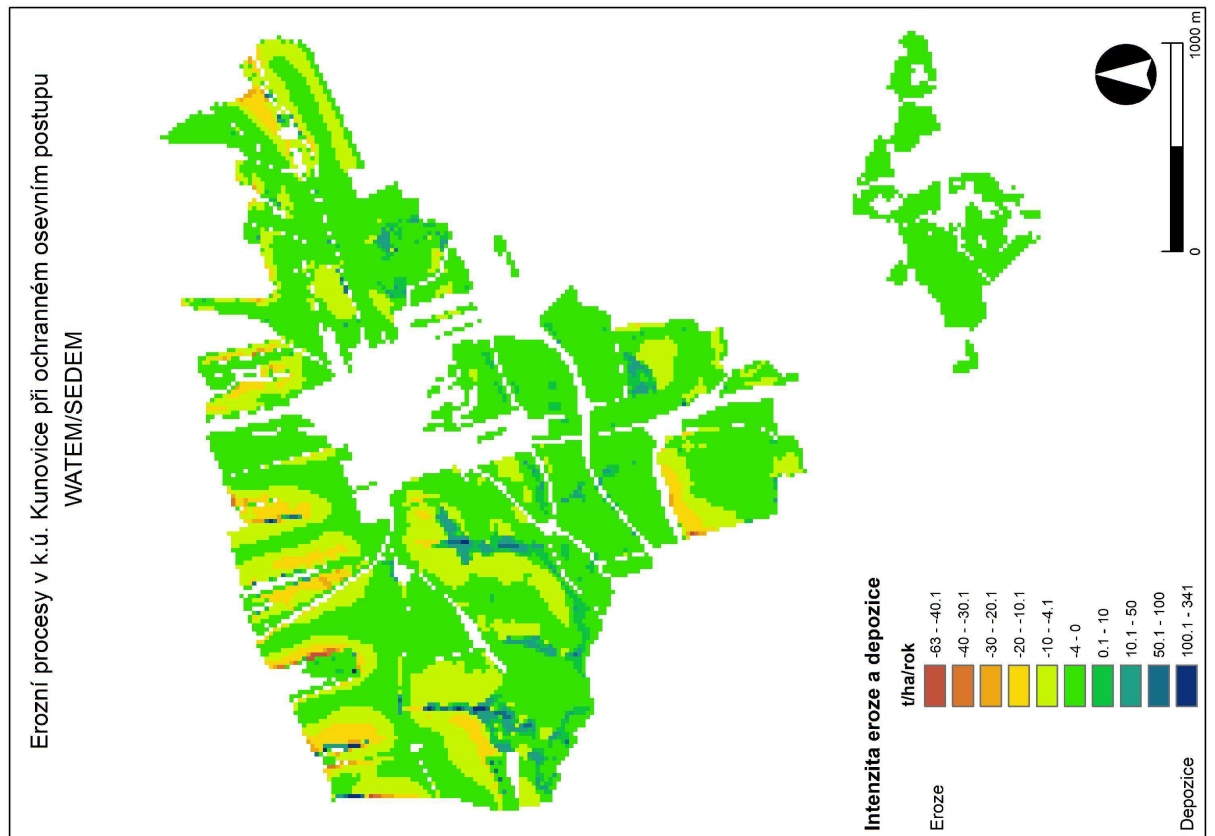 Erozní procesy v k.ú. Kunovice při ochranném osevním postupu
WATEM/SEDEM
Intenzita eroze a depozice
t/ha/rok
Eroze
-63 - -40.1
-40 - -30.1
-30 - -20.1
-20 - -10.1
-10 - -4.1
-4 - 0
0.1 - 10
10.1 - 50
50.1 - 100
100.1 - 341
Depozice
0
1000 m